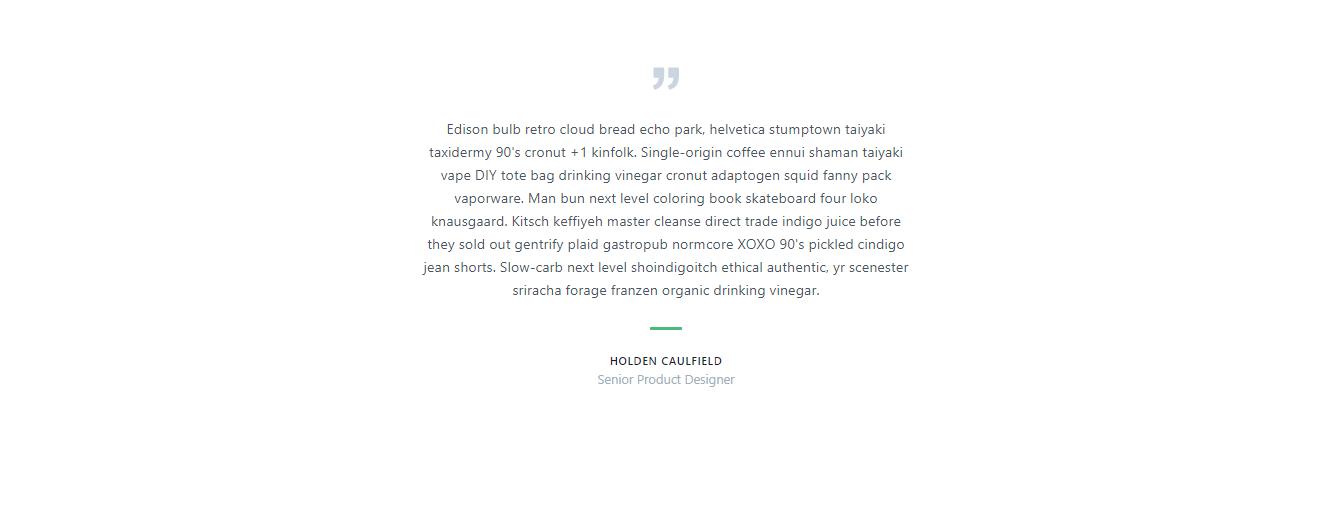 Edison bulb retro cloud bread echo park, helvetica stumptown taiyaki
taxidermy 90's cronut +1 kinfolk. Single-origin coffee ennui shaman taiyaki
vape DIY tote bag drinking vinegar cronut adaptogen squid fanny pack
vaporware. Man bun next level coloring book skateboard four loko
knausgaard. Kitsch keffiyeh master cleanse direct trade indigo juice before
they sold out gentrify plaid gastropub normcore XOXO 90's pickled cindigo
jean shorts. Slow-carb next level shoindigoitch ethical authentic, yr scenester
sriracha forage franzen organic drinking vinegar.
HOLDEN CAULFIELD
Senior Product Designer